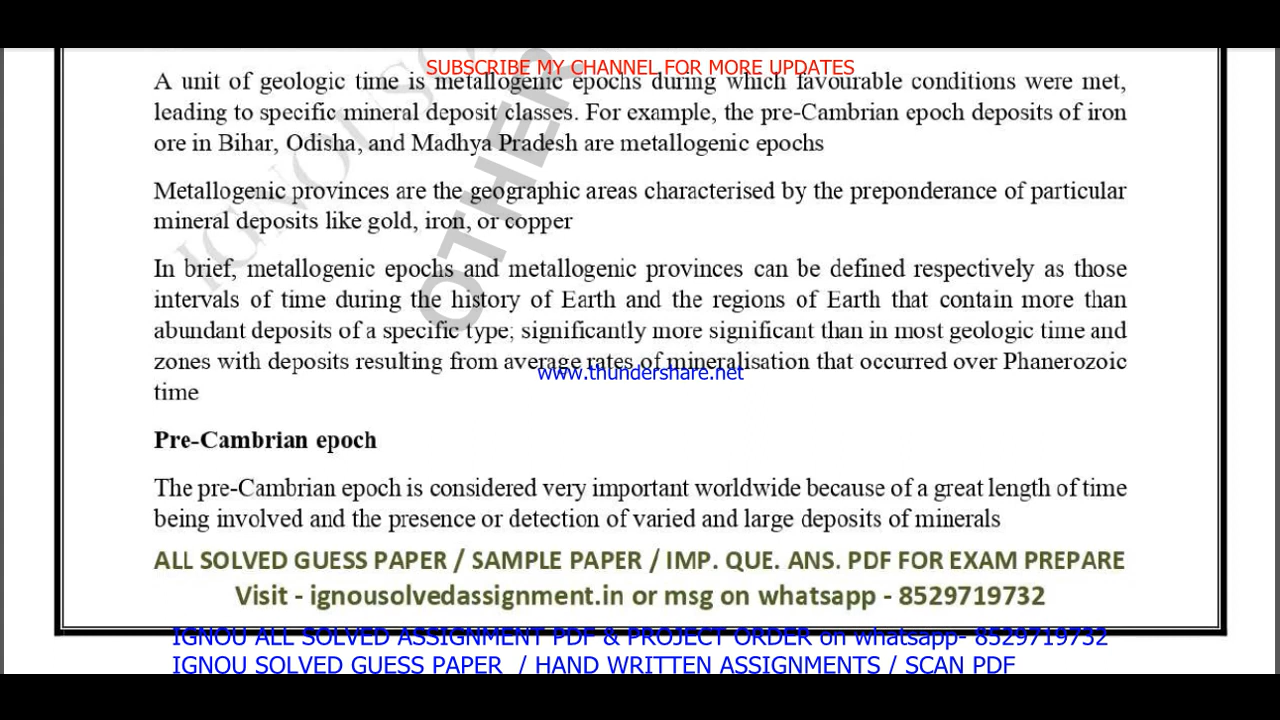 SUBSCRIBE MY CHANNEL FOR MORE UPDATES
A unit of geologic time is metallogenic epochs during which favourable conditions were met,
leading to specific mineral deposit classes. For example, the pre-Cambrian epoch deposits of iron
ore in Bihar, Odisha, and Madhya Pradesh are metallogenic epochs
Metallogenic provinces are the geographic areas characterised by the preponderance of particular
mineral deposits like gold, iron, or copper
In brief, metallogenic epochs and metallogenic provinces can be defined respectively as those
intervals of time during the history of Earth and the regions of Earth that contain more than
abundant deposits of a specific type; significantly more significant than in most geologic time and
zones with deposits resulting from average rates of mineralisation that occurred over Phanerozoic
www.thundershare.net
time
Pre-Cambrian epoch
The pre-Cambrian epoch is considered very important worldwide because of a great length of time
being involved and the presence or detection of varied and large deposits of minerals
ALL SOLVED GUESS PAPER / SAMPLE PAPER / IMP. QUE. ANS. PDF FOR EXAM PREPARE
Visit - ignousolvedassignment.in or msg on whatsapp - 8529719732
IGNOU ALL SOLVED ASSIGNMENT PDF & PROJECT ORDER on whatsapp- 8529719732
IGNOU SOLVED GUESS PAPER / HAND WRITTEN ASSIGNMENTS / SCAN PDF
IGNOU
OTHER